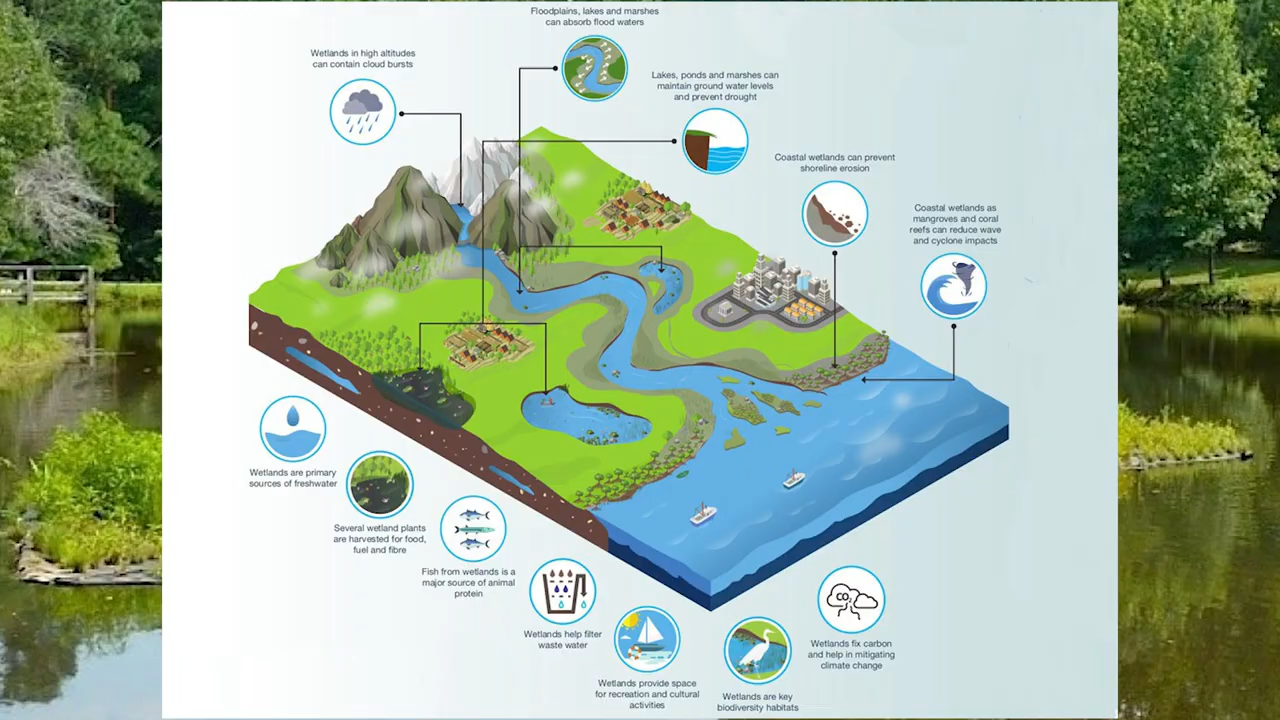 Floodplains, lakes and marshes
can absorb flood waters
Wetlands in high altitudes
can contain cloud bursts
Lakes, ponds and marshes can
maintain ground water levels
and prevent drought
Coastal wetlands can prevent
shoreline erosion
Coastal wetlands as
mangroves and coral
reefs can reduce wave
and cyclone impacts
Wetlands are primary
sources of freshwater
Several wetland plants
are harvested for food,
fuel and fibre
Fish from wetlands is a
major source of animal
protein
Wetlands help filter
waste water
Wetlands provide space
for recreation and cultural
activities
Wetlands are key
biodiversity habitats
CO₂
Wetlands fix carbon
and help in mitigating
climate change